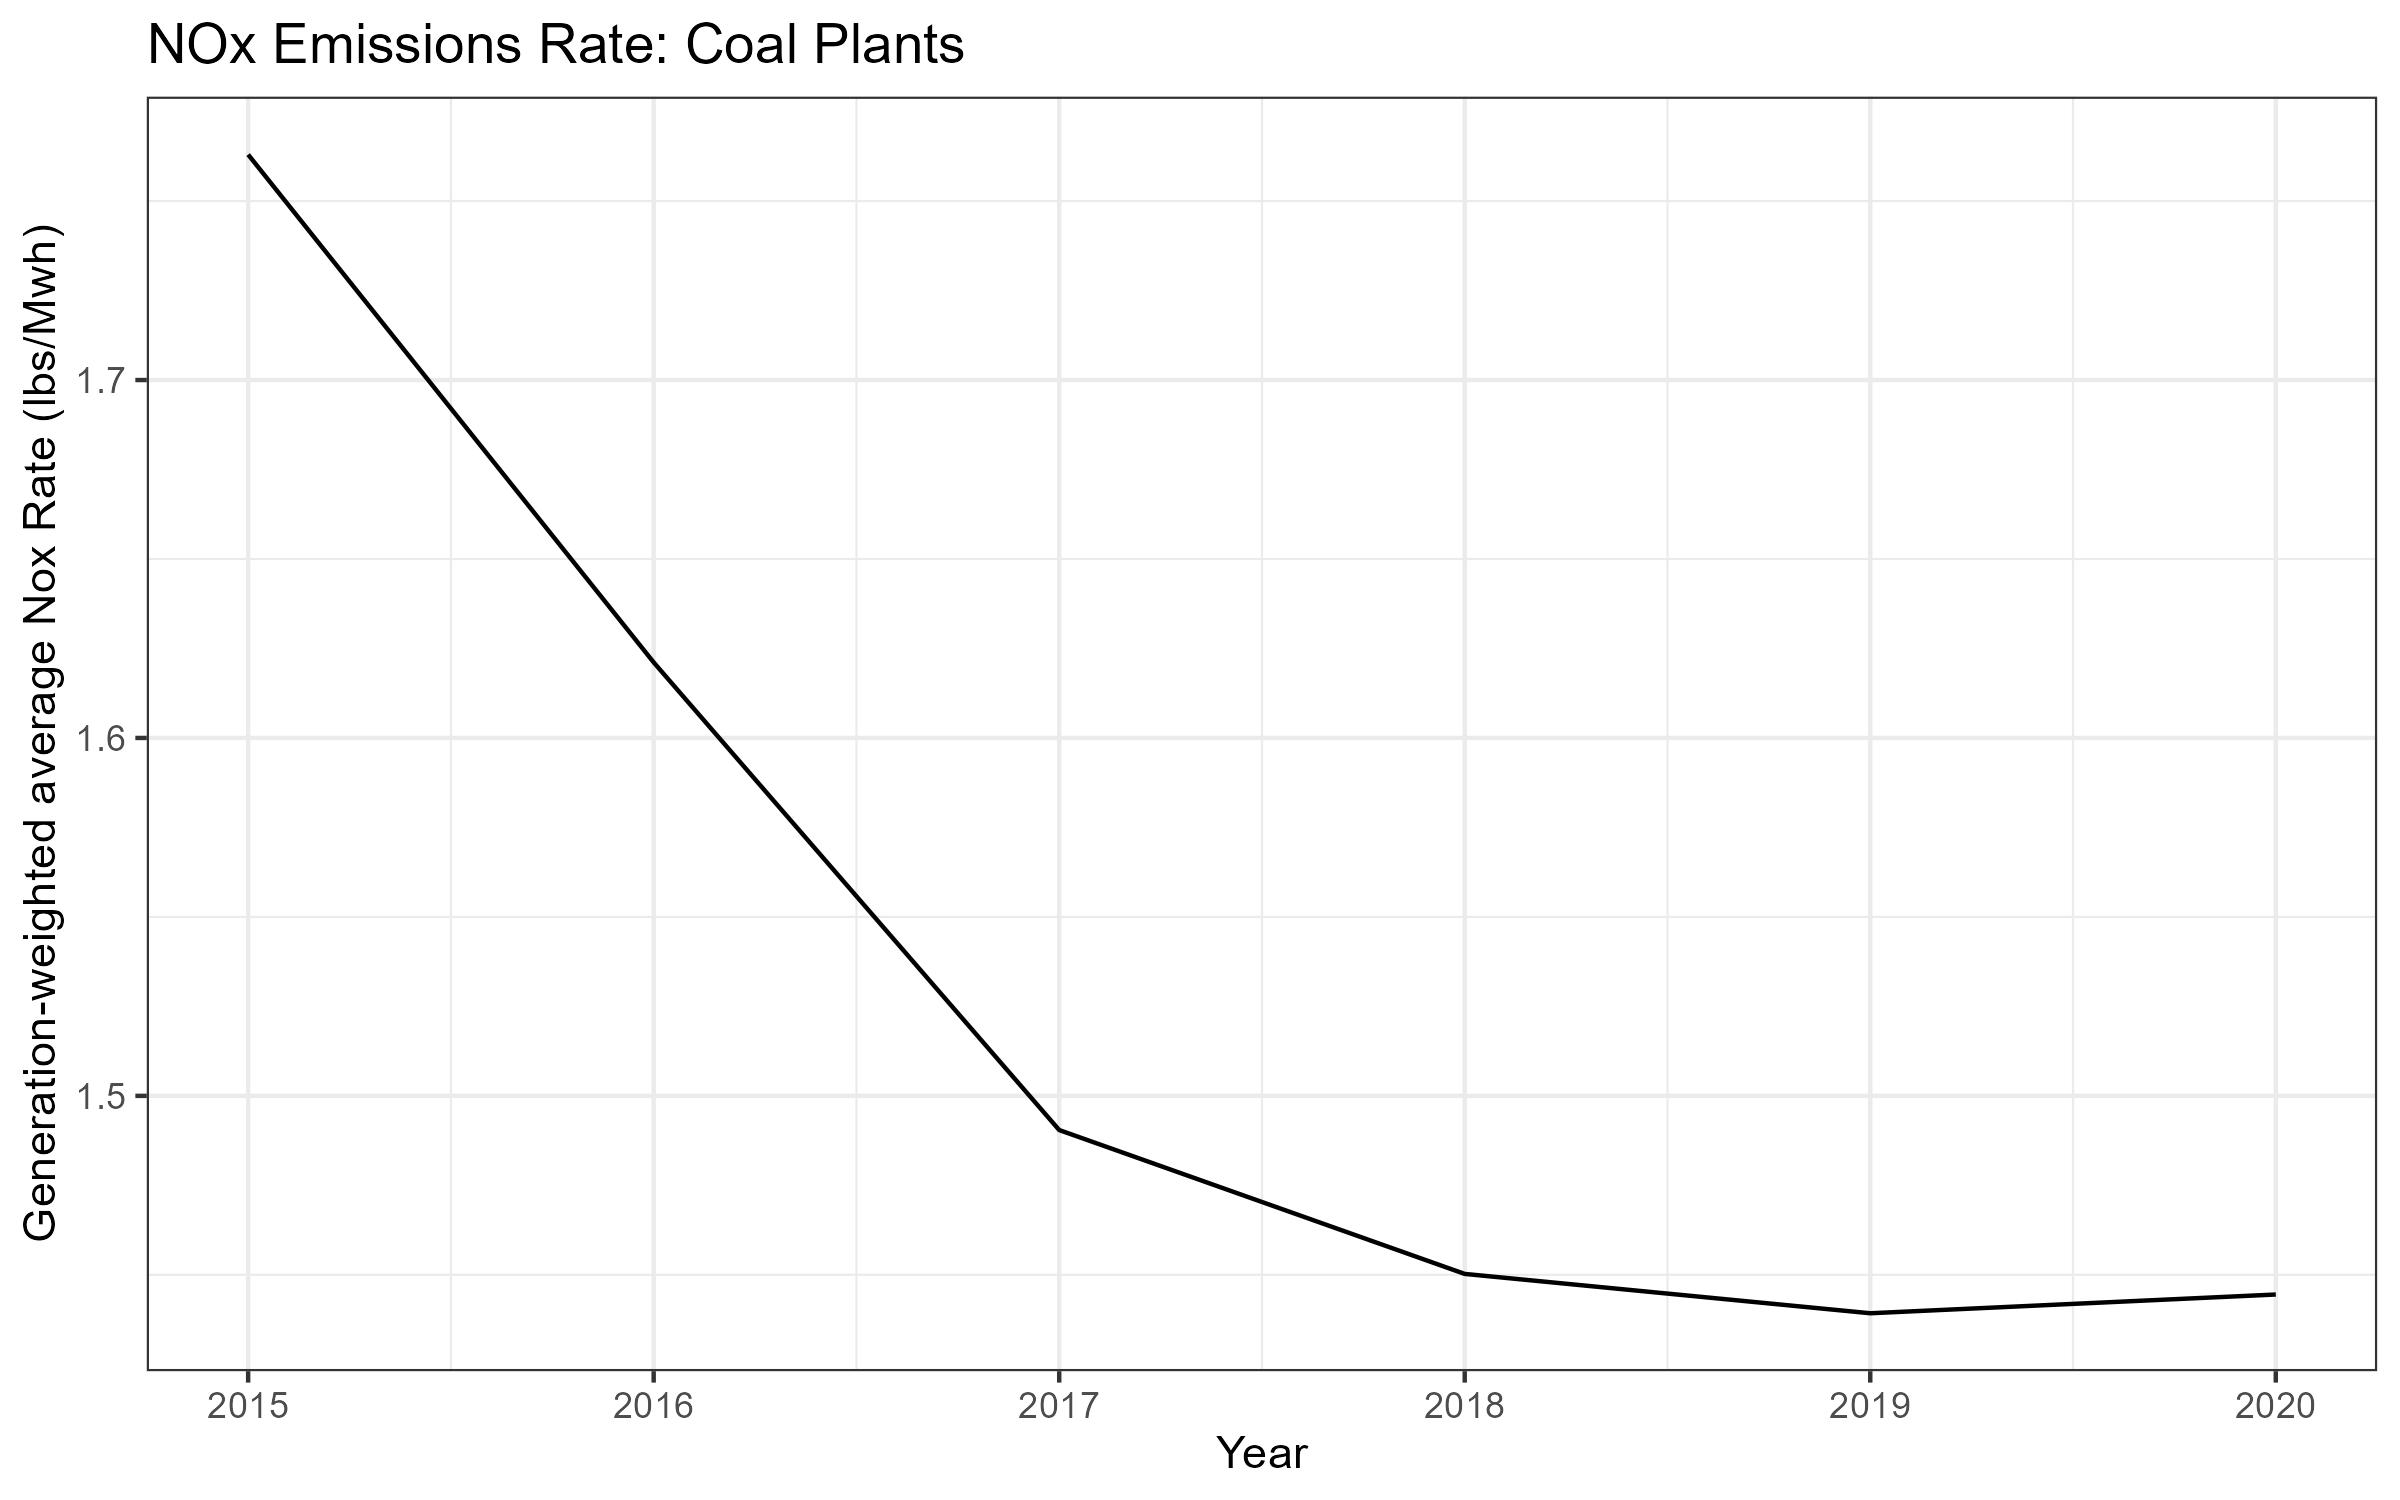 NOx Emissions Rate: Coal Plants
Generation-weighted average Nox Rate (lbs/Mwh)
1.7
1.6
1.5
2015 2016 2017 2018 2019 2020
Year